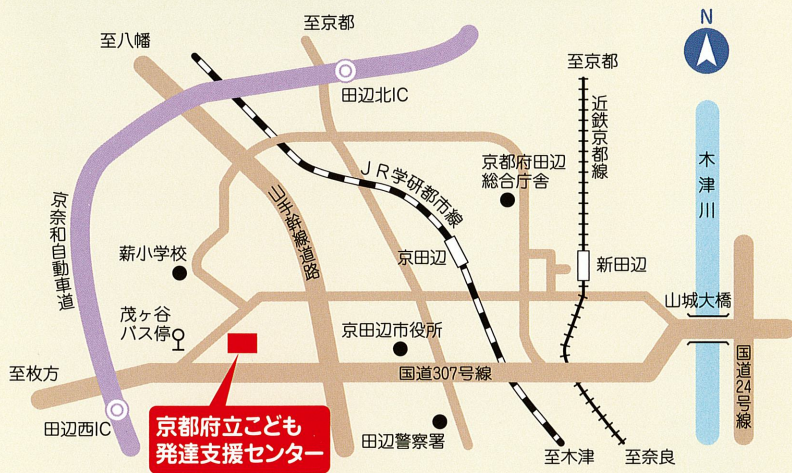 至京都
N
至八幡
至京都
田辺北IC
近鉄京都線
京都府田辺
総合庁舎
木津川
JR学研都市線
山手幹線道路
京奈和自動車道
薪小学校
京田辺
新田辺
山城大橋
茂ヶ谷
バス停
京田辺市役所
至枚方
国道307号線
国道24号線
田辺西IC
京都府立こども
発達支援センター
田辺警察署
至木津
至奈良